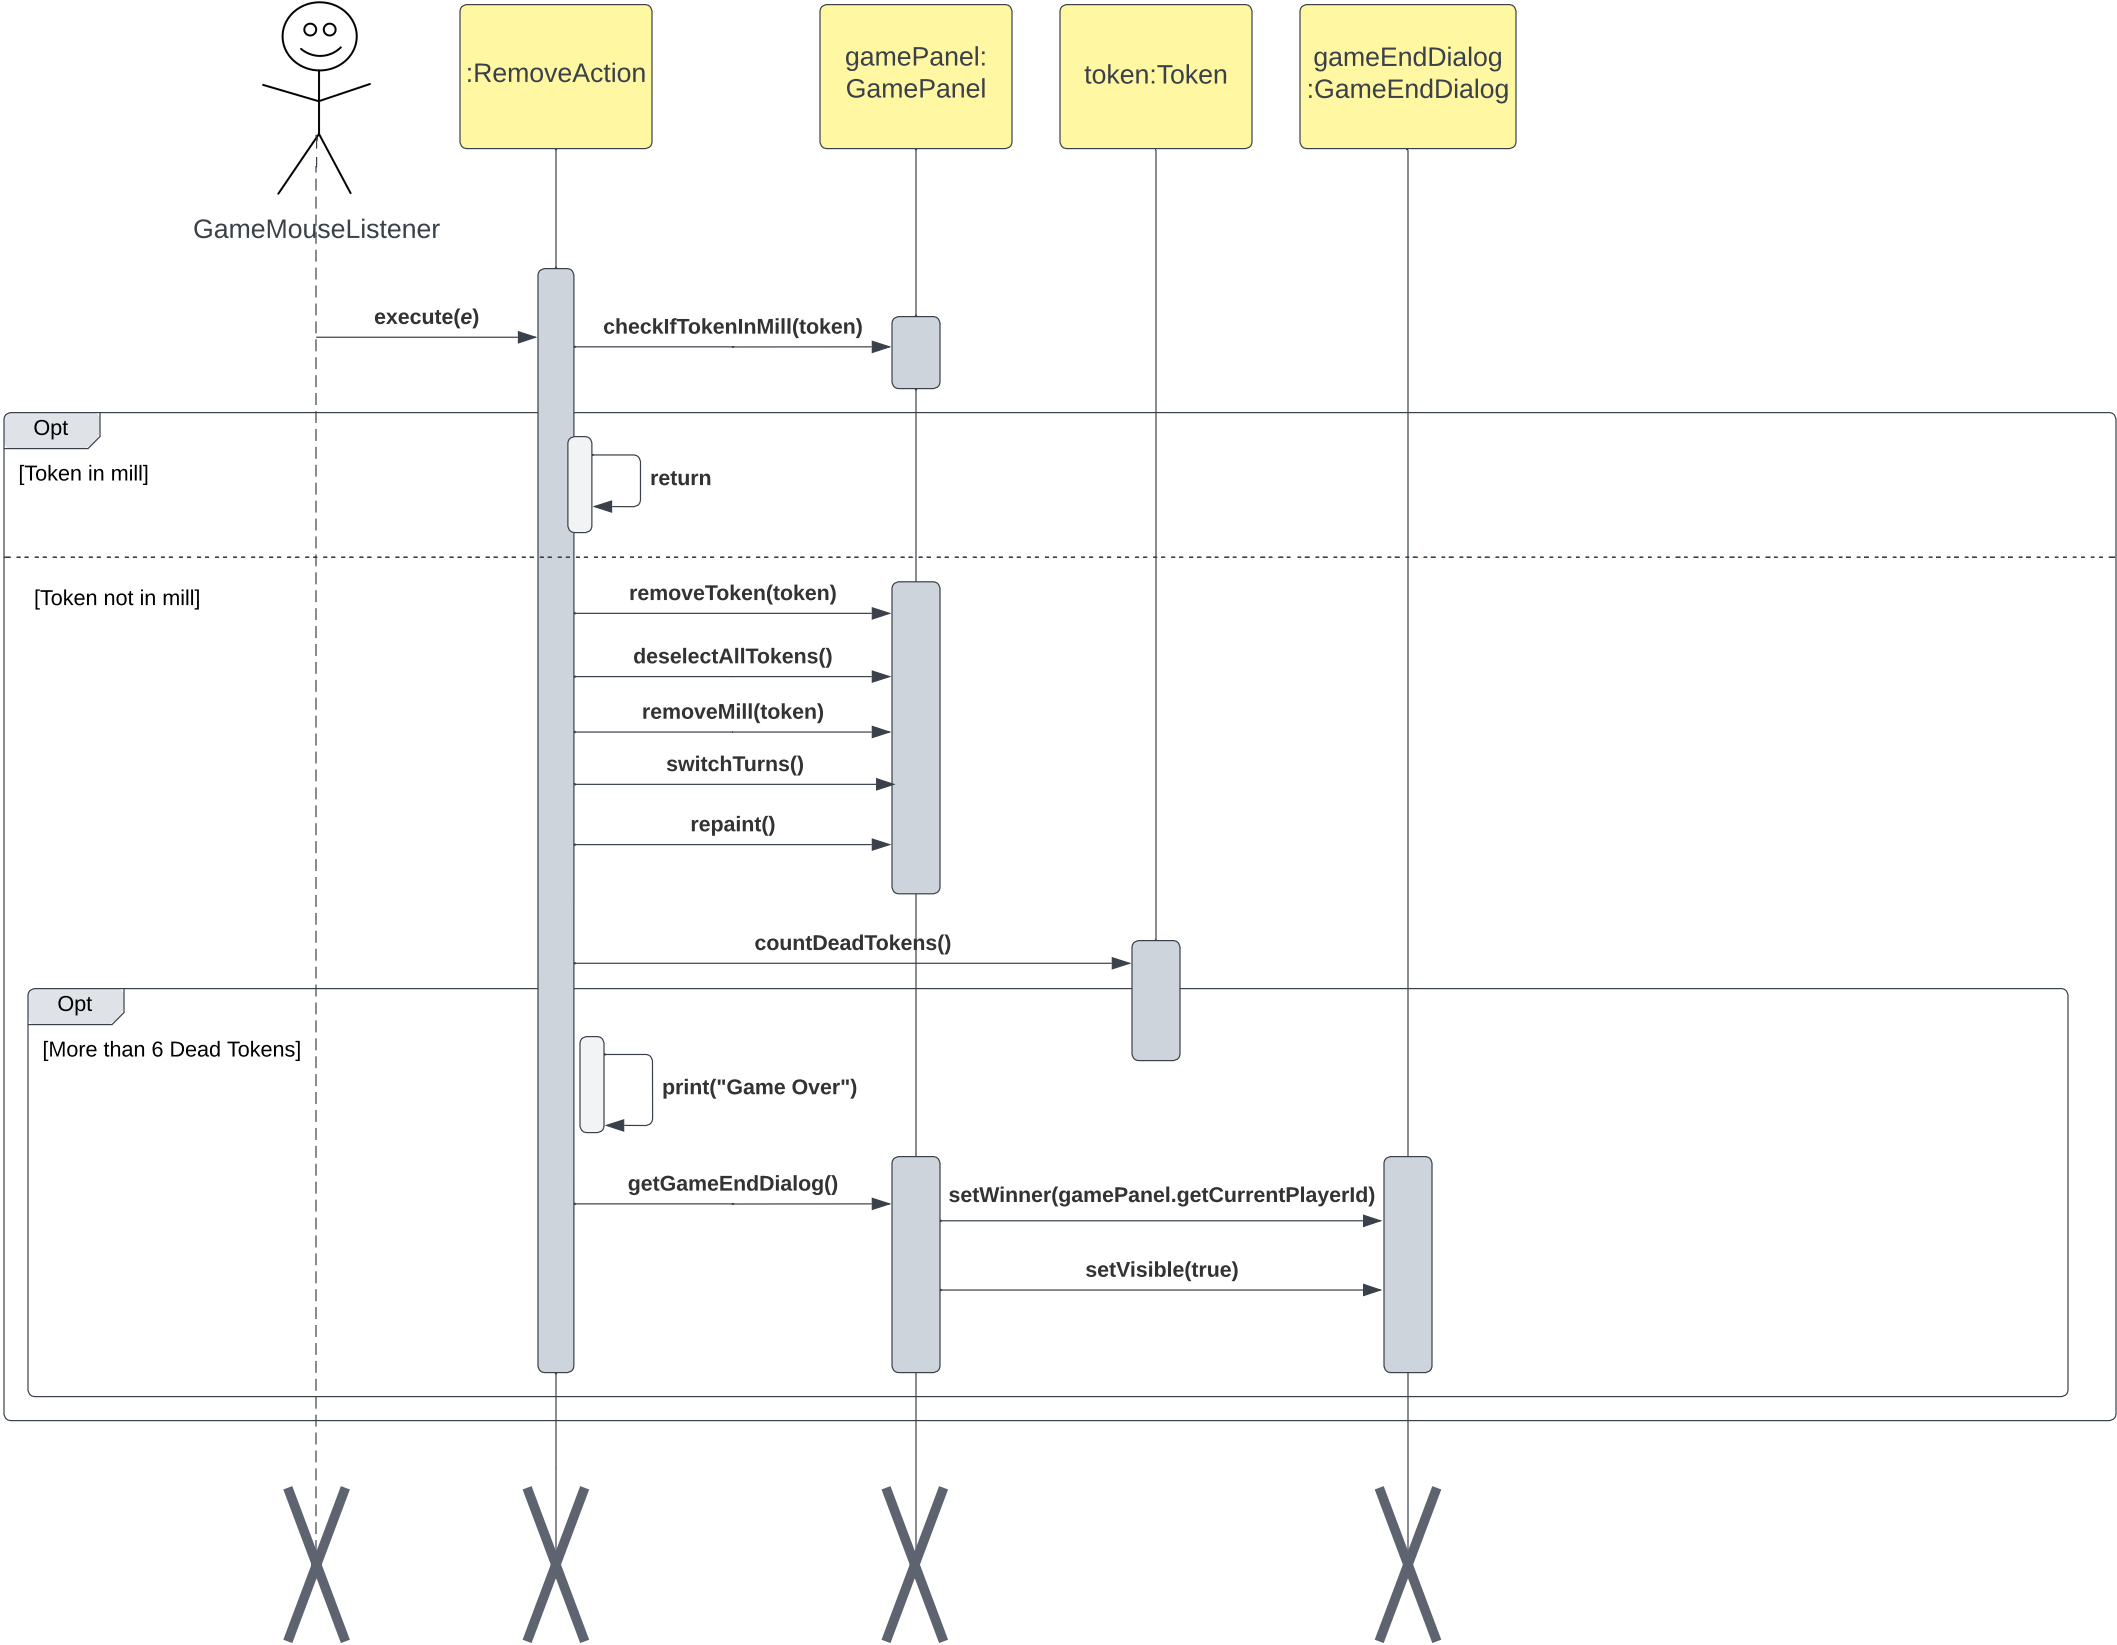 :RemoveAction
gamePanel:
GamePanel
token:Token
gameEndDialog
:GameEndDialog
GameMouseListener
execute(e)
checkIfTokenInMill(token)
Opt
[Token in mill]
return
[Token not in mill]
removeToken(token)
deselectAllTokens()
removeMill(token)
switchTurns()
repaint()
countDeadTokens()
Opt
[More than 6 Dead Tokens]
print("Game Over")
getGameEndDialog()
setWinner(gamePanel.getCurrentPlayerId)
setVisible(true)